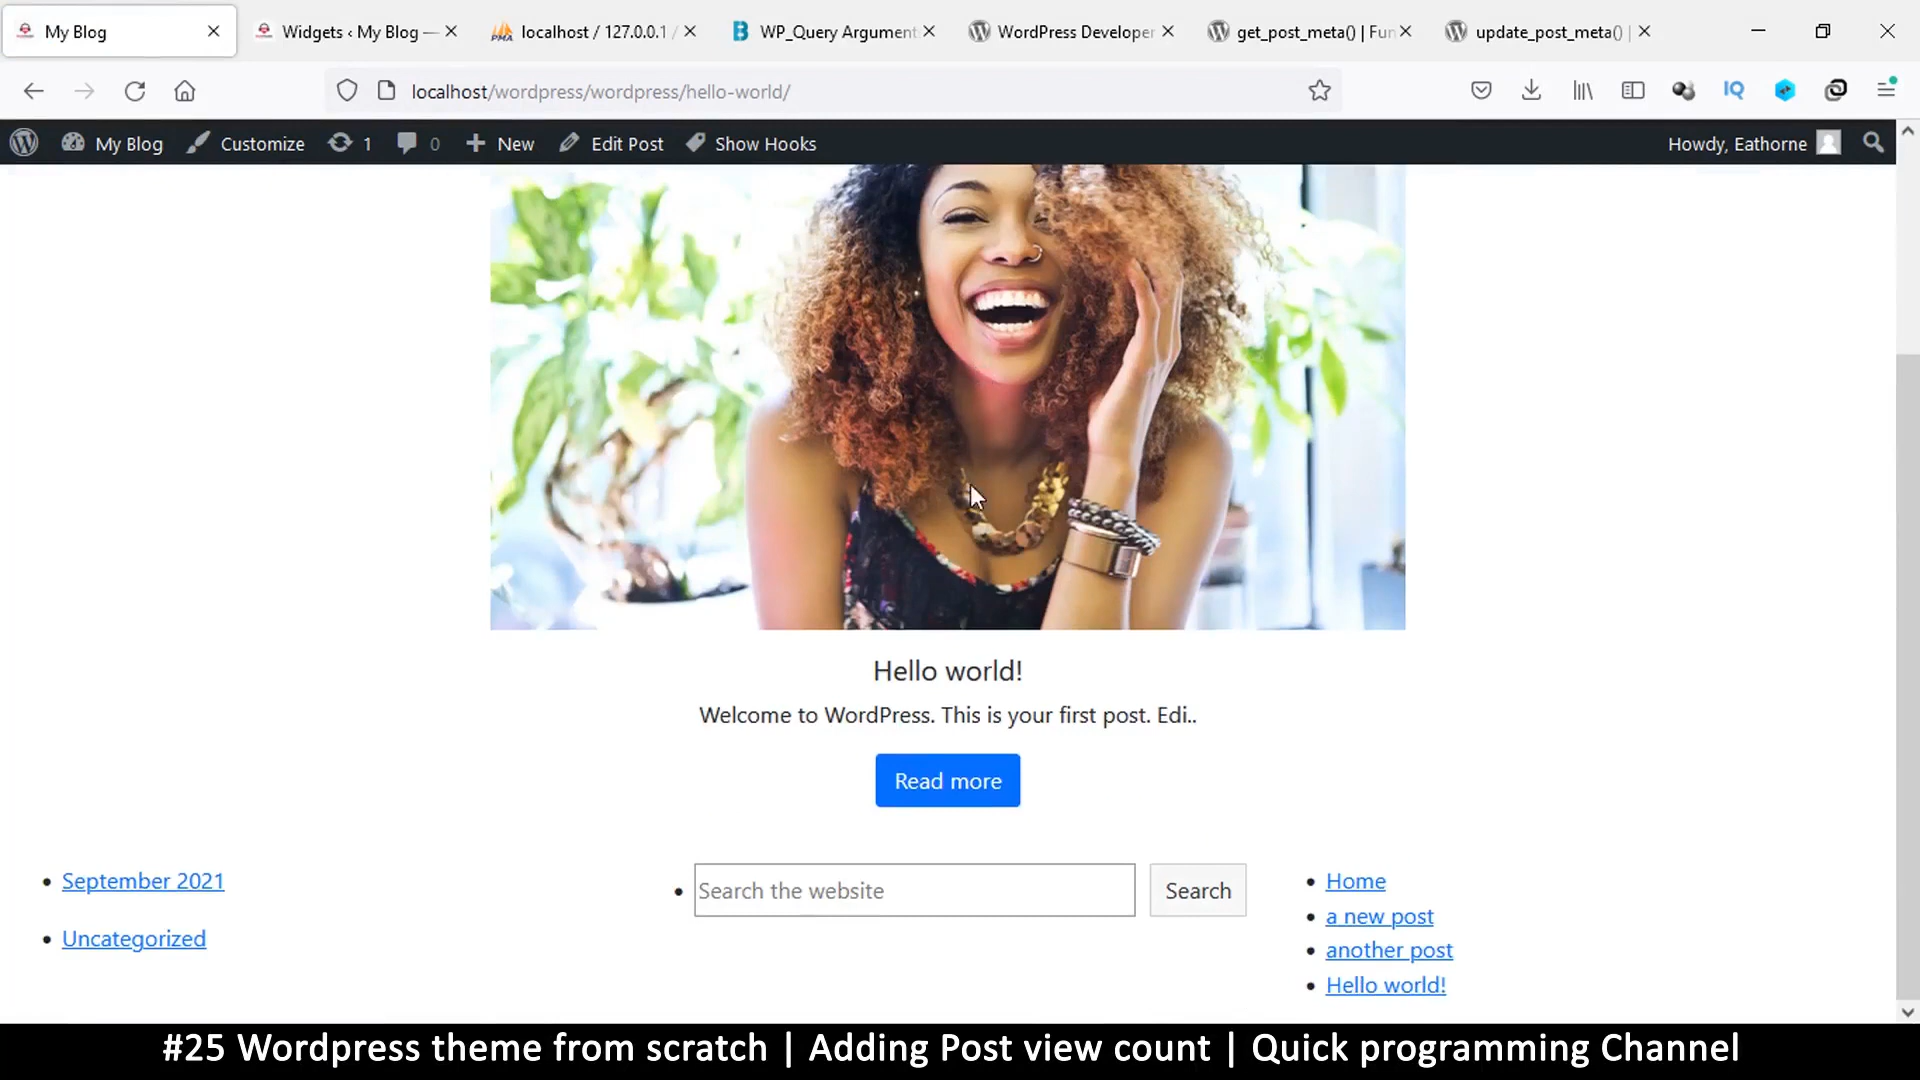 My Blog
Widgets ‹ My Blog —
localhost / 127.0.0.1 /
WP_Query Argument
WordPress Developer
get_post_meta() | Fun
update_post_meta() |
localhost/wordpress/wordpress/hello-world/
IQ
My Blog
Customize
1
0
New
Edit Post
Show Hooks
Howdy, Eathorne
Hello world!
Welcome to WordPress. This is your first post. Edi..
Read more
September 2021
Uncategorized
Search the website
Search
Home
a new post
another post
Hello world!
#25 Wordpress theme from scratch | Adding Post view count | Quick programming Channel